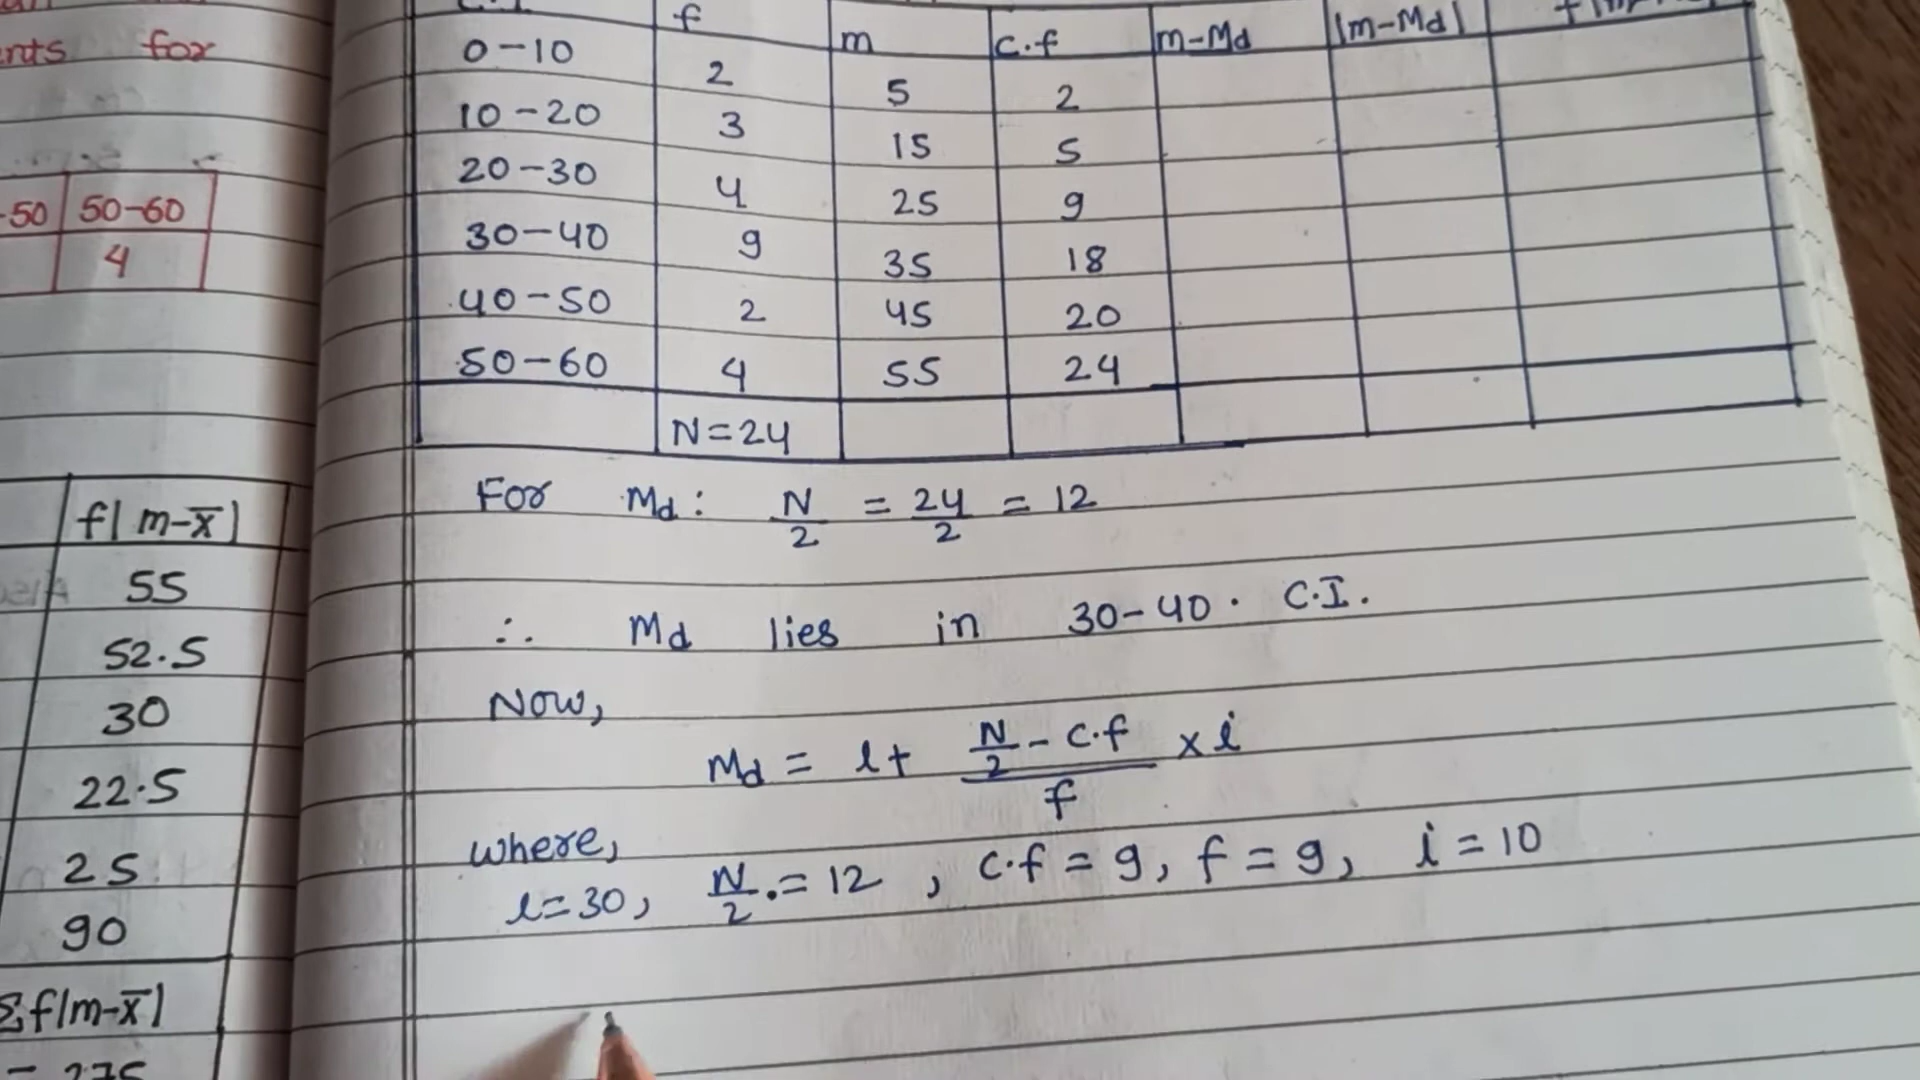 nts for
-50 50-60
4
f| m-x̄ |
55
52.5
30
22.5
25
90
Σf|m-x̄|
= 275
f m c.f m-Md |m-Md|
0-10 2 5 2
10-20 3 15 5
20-30 4 25 9
30-40 9 35 18
40-50 2 45 20
50-60 4 55 24
N=24
For Md: N/2 = 24/2 = 12
∴ Md lies in 30-40. C.I.
Now,
Md = l+ (N/2 - c.f)/f × i
where,
l=30, N/2 .= 12, c.f = 9, f = 9, i = 10